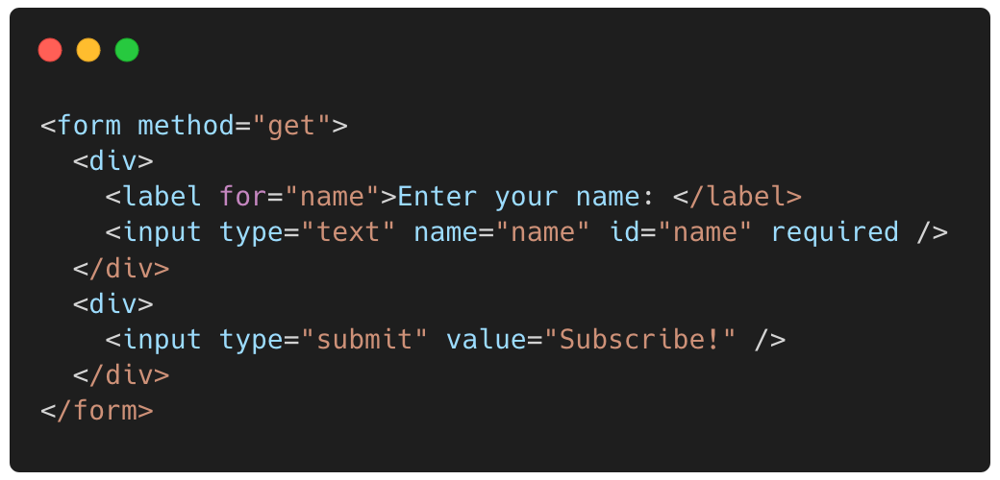 <form method="get">
  <div>
    <label for="name">Enter your name: </label>
    <input type="text" name="name" id="name" required />
  </div>
  <div>
    <input type="submit" value="Subscribe!" />
  </div>
</form>